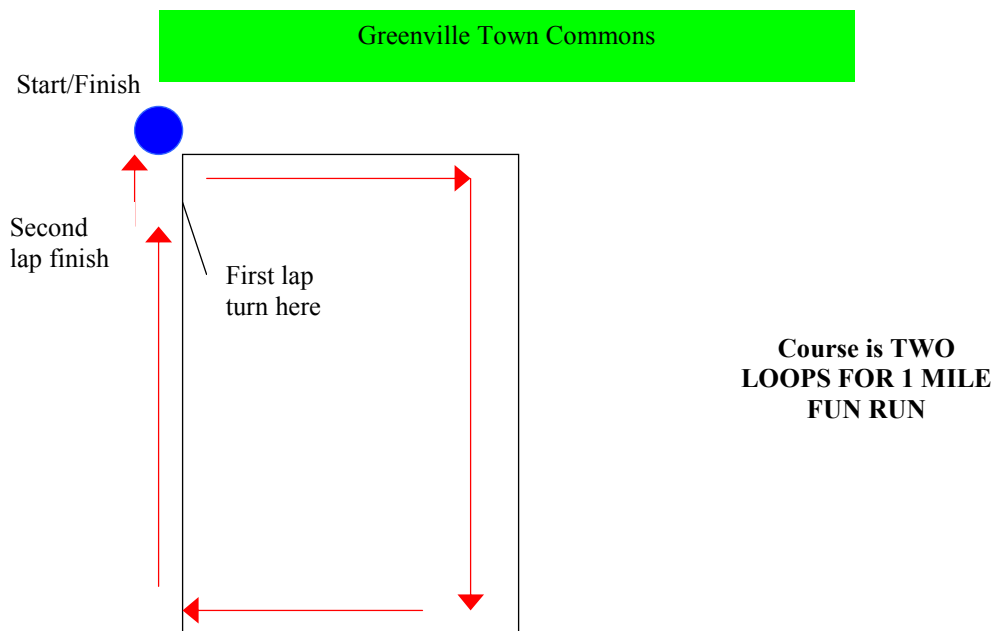 Greenville Town Commons
Start/Finish
Second
lap finish
First lap
turn here
Course is TWO
LOOPS FOR 1 MILE
FUN RUN